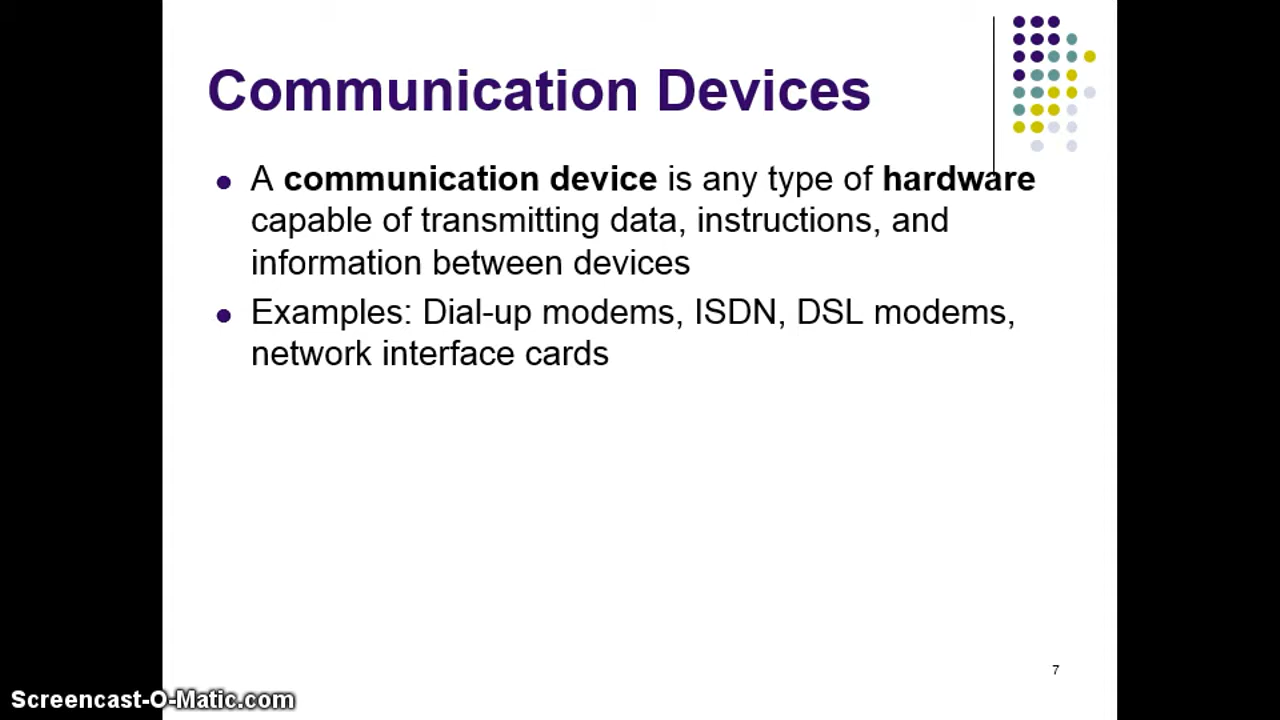 Communication Devices
A communication device is any type of hardware
capable of transmitting data, instructions, and
information between devices
Examples: Dial-up modems, ISDN, DSL modems,
network interface cards
7
Screencast-O-Matic.com